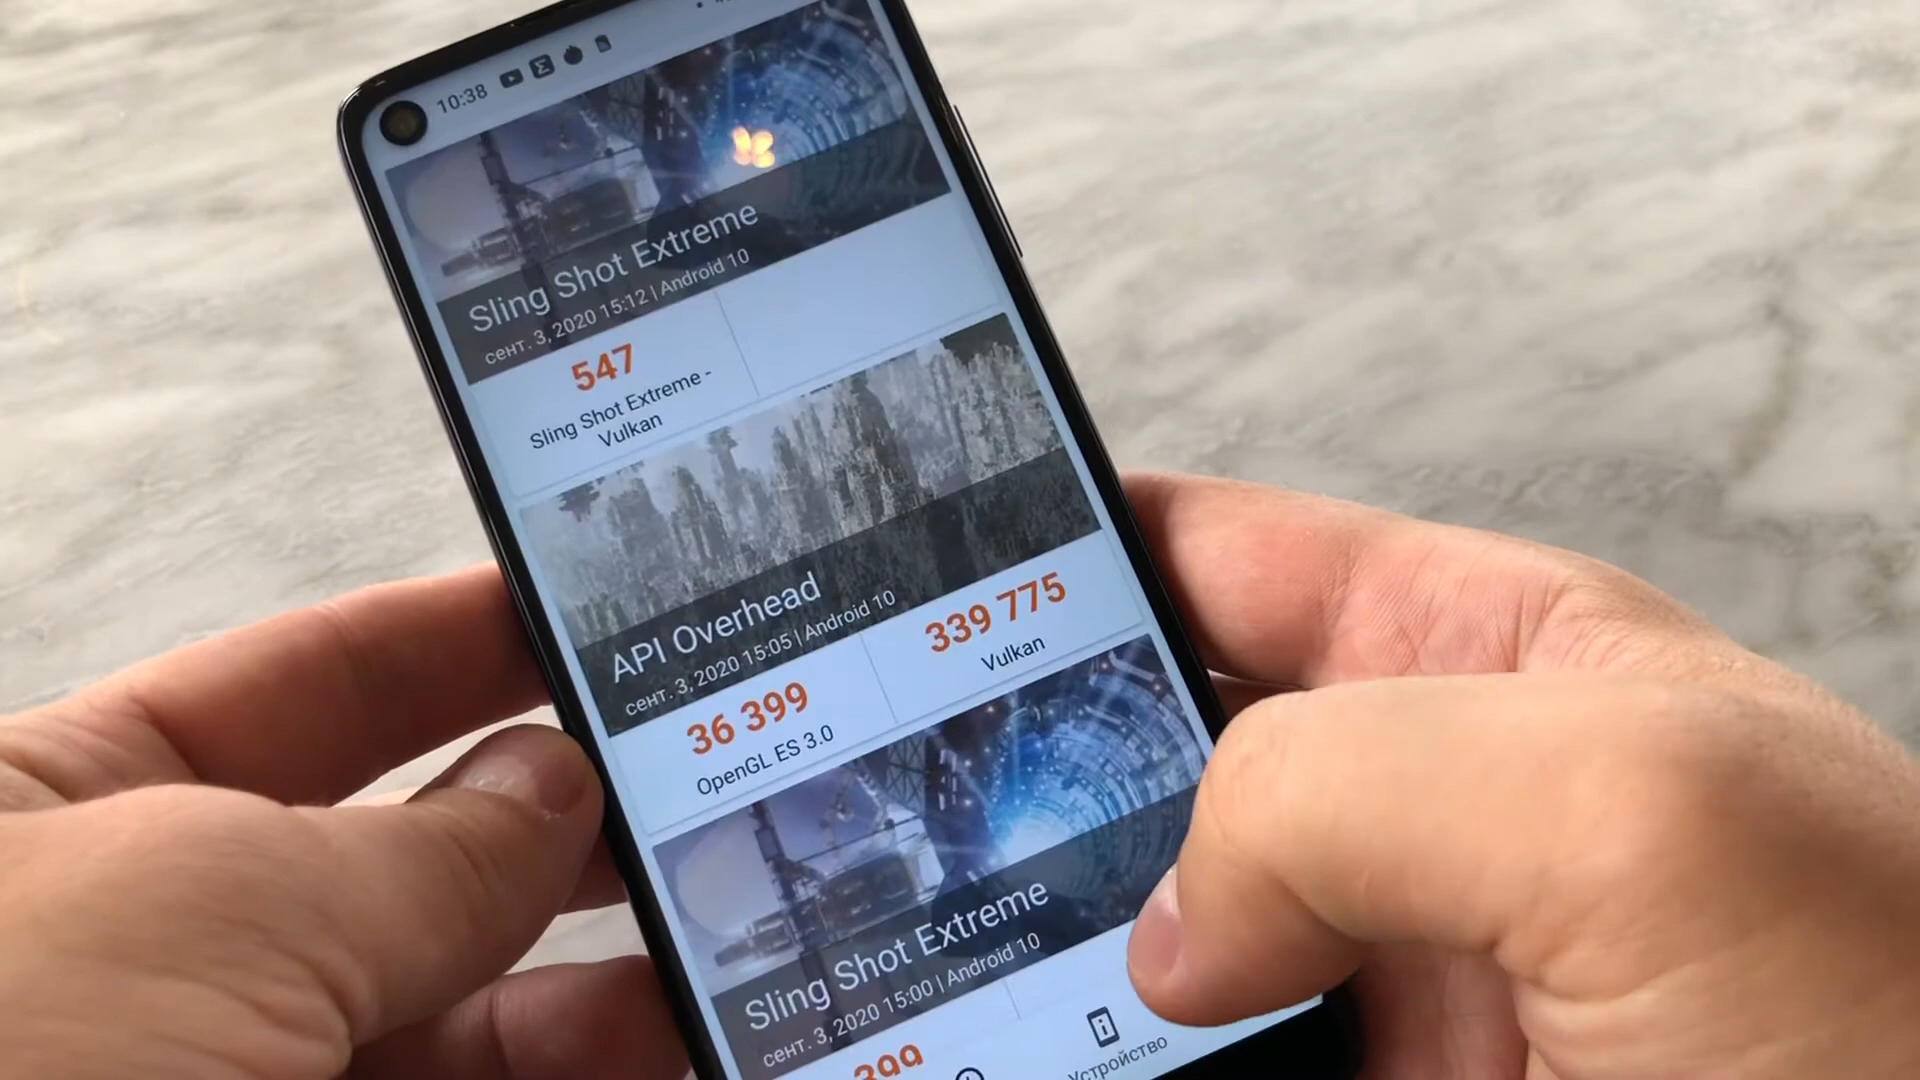 10:38
Sling Shot Extreme
сент. 3, 2020 15:12 | Android 10
547
Sling Shot Extreme -
Vulkan
API Overhead
сент. 3, 2020 15:05 | Android 10
36 399
OpenGL ES 3.0
339 775
Vulkan
Sling Shot Extreme
сент. 3, 2020 15:00 | Android 10
399
Устройство